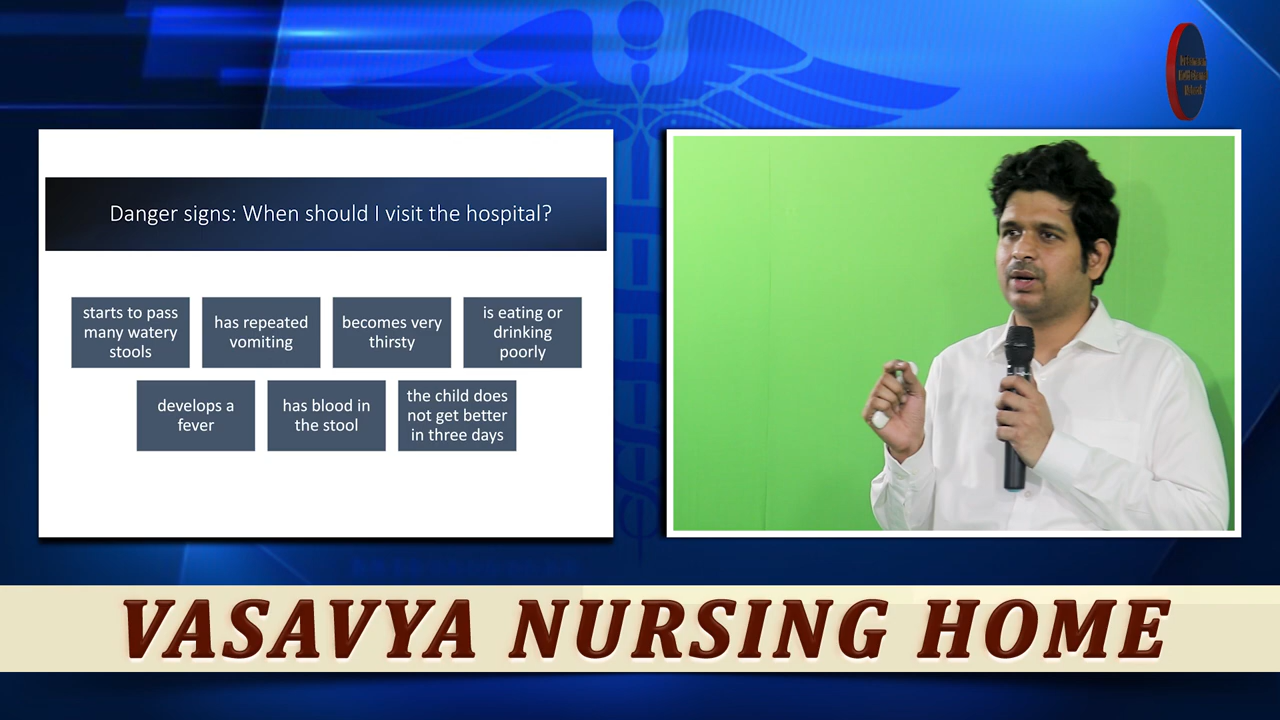 Danger signs: When should I visit the hospital?
starts to pass
many watery
stools
has repeated
vomiting
becomes very
thirsty
is eating or
drinking
poorly
develops a
fever
has blood in
the stool
the child does
not get better
in three days
VASAVYA NURSING HOME